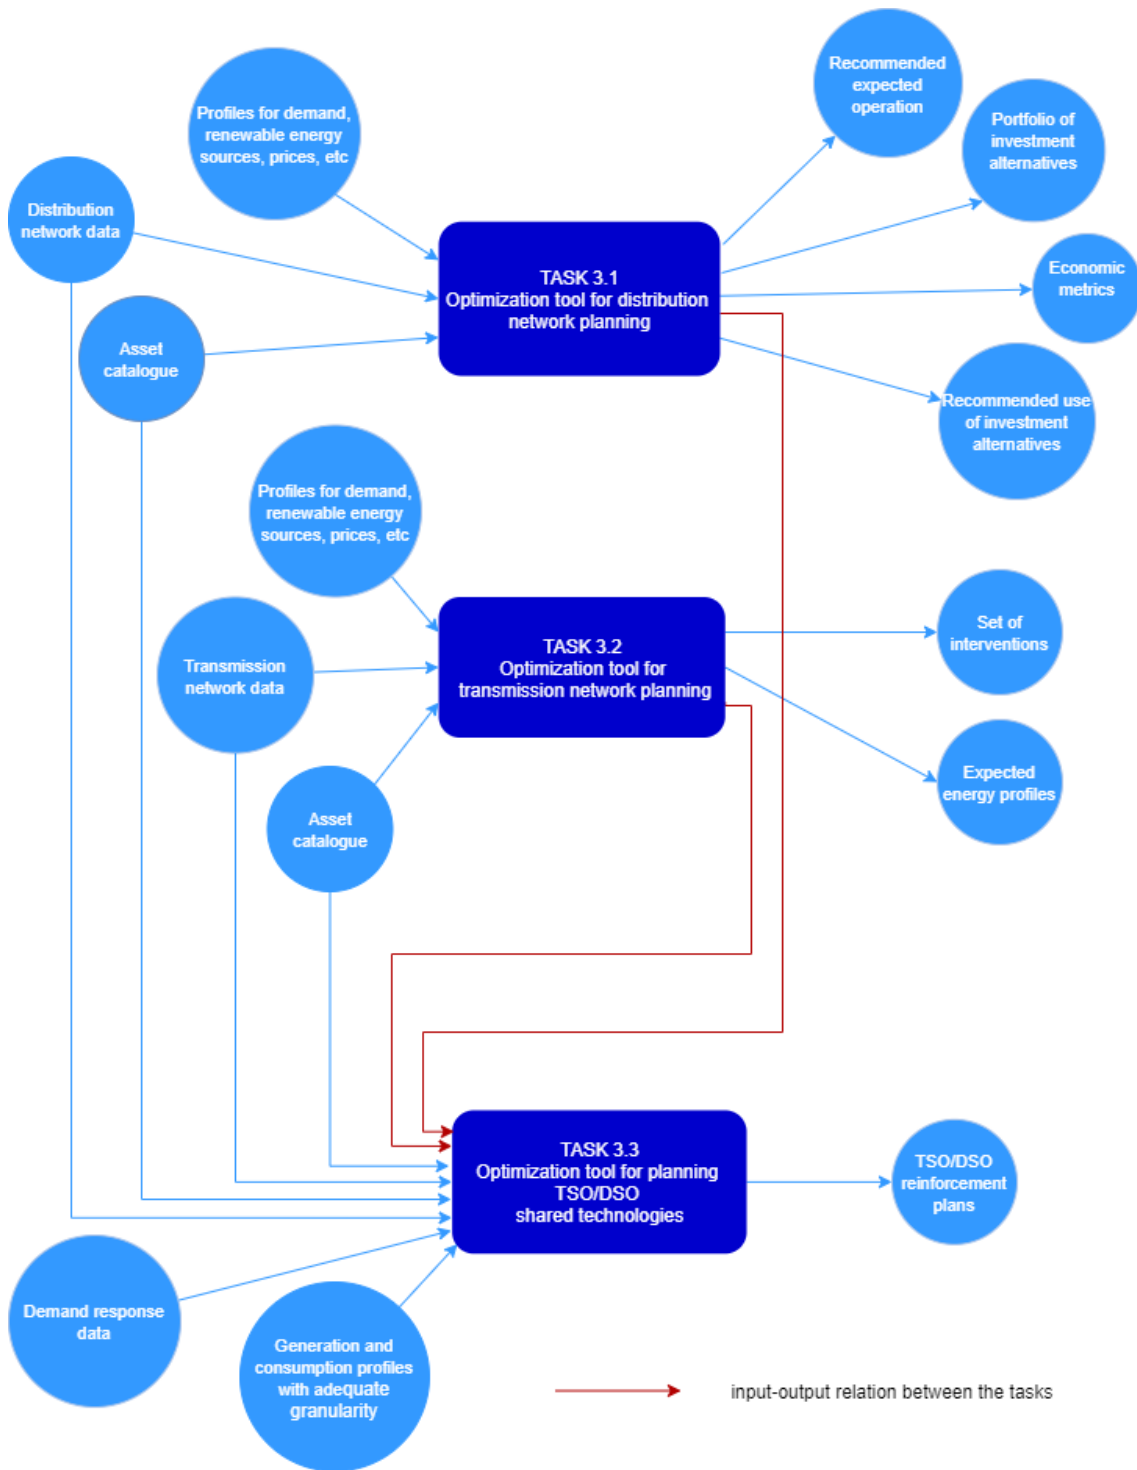 Recommended
expected
operation
Profiles for demand,
renewable energy
sources, prices, etc
Portfolio of
investment
alternatives
Distribution
network data
TASK 3.1
Optimization tool for distribution
network planning
Economic
metrics
Asset
catalogue
Recommended use
of investment
alternatives
Profiles for demand,
renewable energy
sources, prices, etc
Transmission
network data
TASK 3.2
Optimization tool for
transmission network planning
Set of
interventions
Expected
energy profiles
Asset
catalogue
TASK 3.3
Optimization tool for planning
TSO/DSO
shared technologies
TSO/DSO
reinforcement
plans
Demand response
data
Generation and
consumption profiles
with adequate
granularity
input-output relation between the tasks